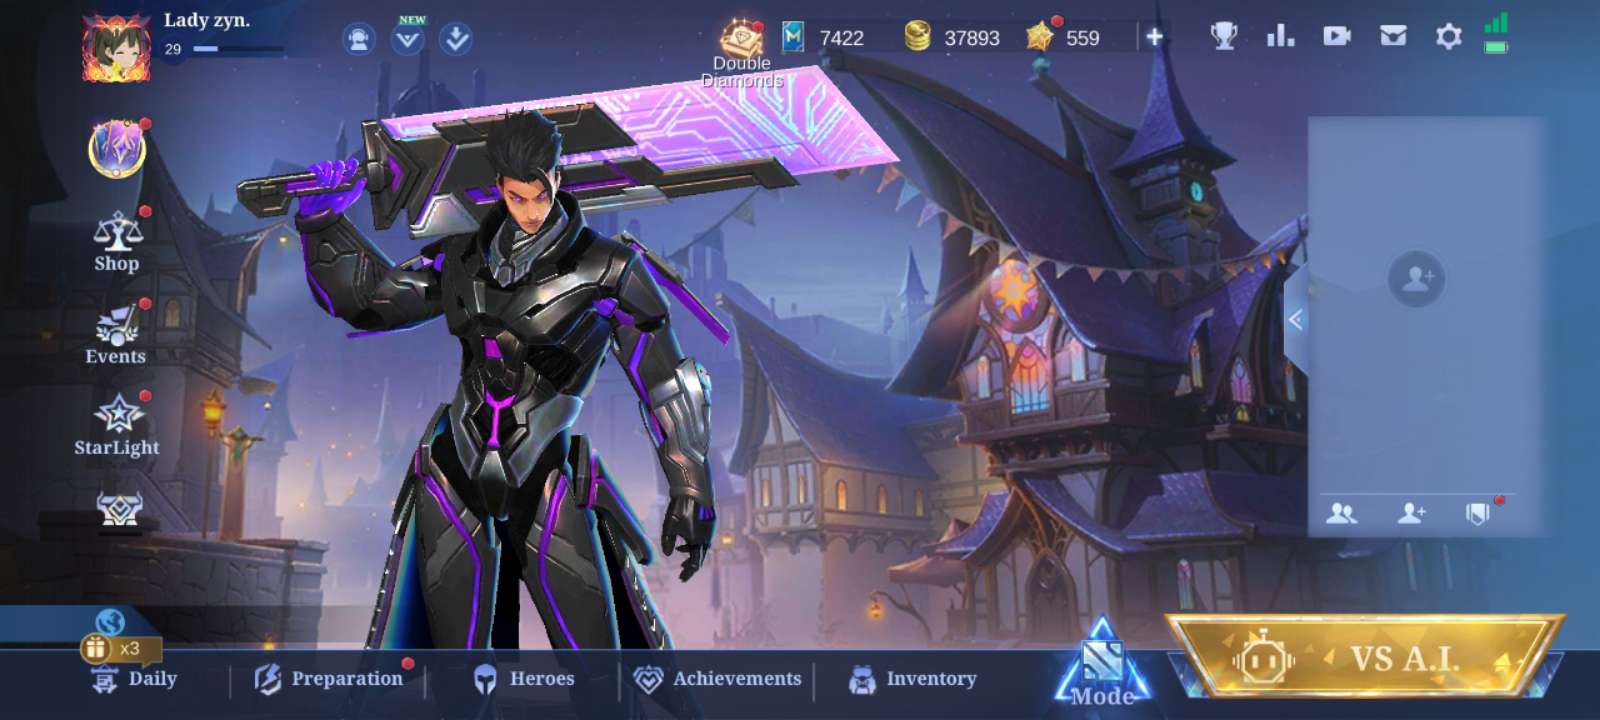 Lady zyn.
29
NEW
Double
Diamonds
7422
37893
559
Shop
Events
StarLight
x3
Daily
Preparation
Heroes
Achievements
Inventory
Mode
VS A.I.